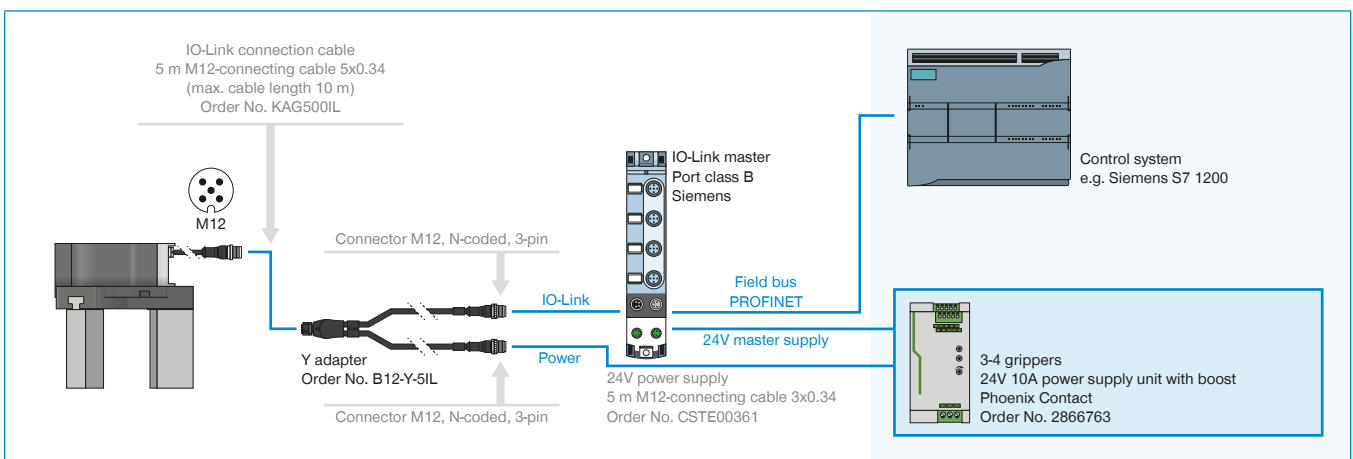 IO-Link connection cable
5 m M12-connecting cable 5x0.34
(max. cable length 10 m)
Order No. KAG500IL
M12
Connector M12, N-coded, 3-pin
IO-Link
Y adapter
Order No. B12-Y-5IL
Power
Connector M12, N-coded, 3-pin
IO-Link master
Port class B
Siemens
Field bus
PROFINET
24V master supply
24V power supply
5 m M12-connecting cable 3x0.34
Order No. CSTE00361
Control system
e.g. Siemens S7 1200
3-4 grippers
24V 10A power supply unit with boost
Phoenix Contact
Order No. 2866763